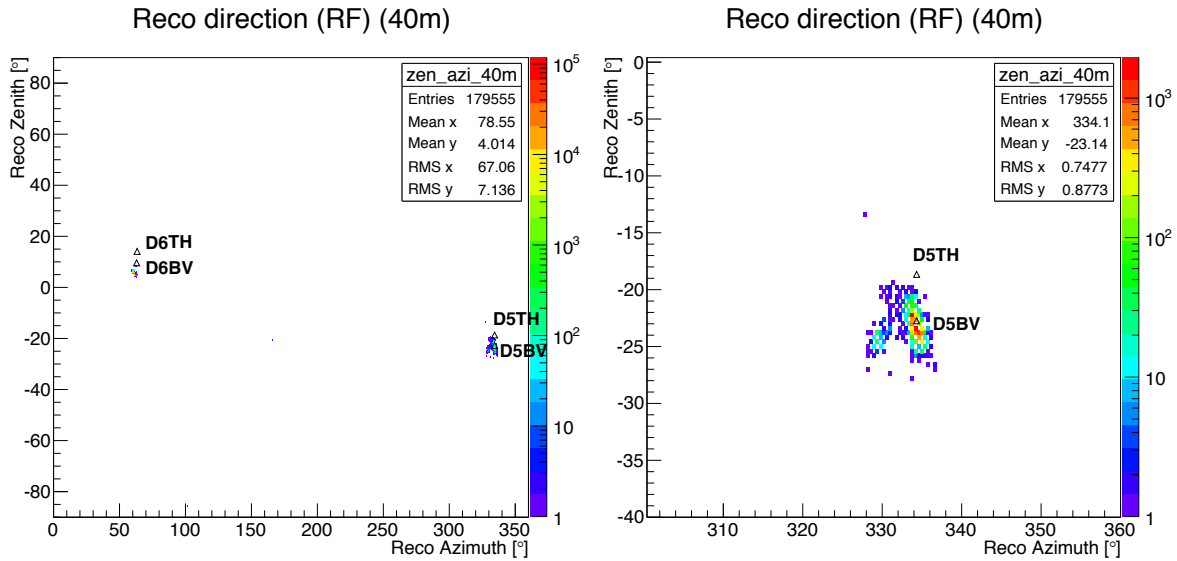 Reco direction (RF) (40m)
Reco Zenith [°]
80
60
40
20
0
-20
-40
-60
-80
0 50 100 150 200 250 300 350
Reco Azimuth [°]
zen_azi_40m
Entries 179555
Mean x 78.55
Mean y 4.014
RMS x 67.06
RMS y 7.136
D6TH
D6BV
D5TH
D5BV
10^5
10^4
10^3
10^2
10
1
Reco direction (RF) (40m)
Reco Zenith [°]
0
-5
-10
-15
-20
-25
-30
-35
-40
310 320 330 340 350 360
Reco Azimuth [°]
zen_azi_40m
Entries 179555
Mean x 334.1
Mean y -23.14
RMS x 0.7477
RMS y 0.8773
D5TH
D5BV
10^3
10^2
10
1